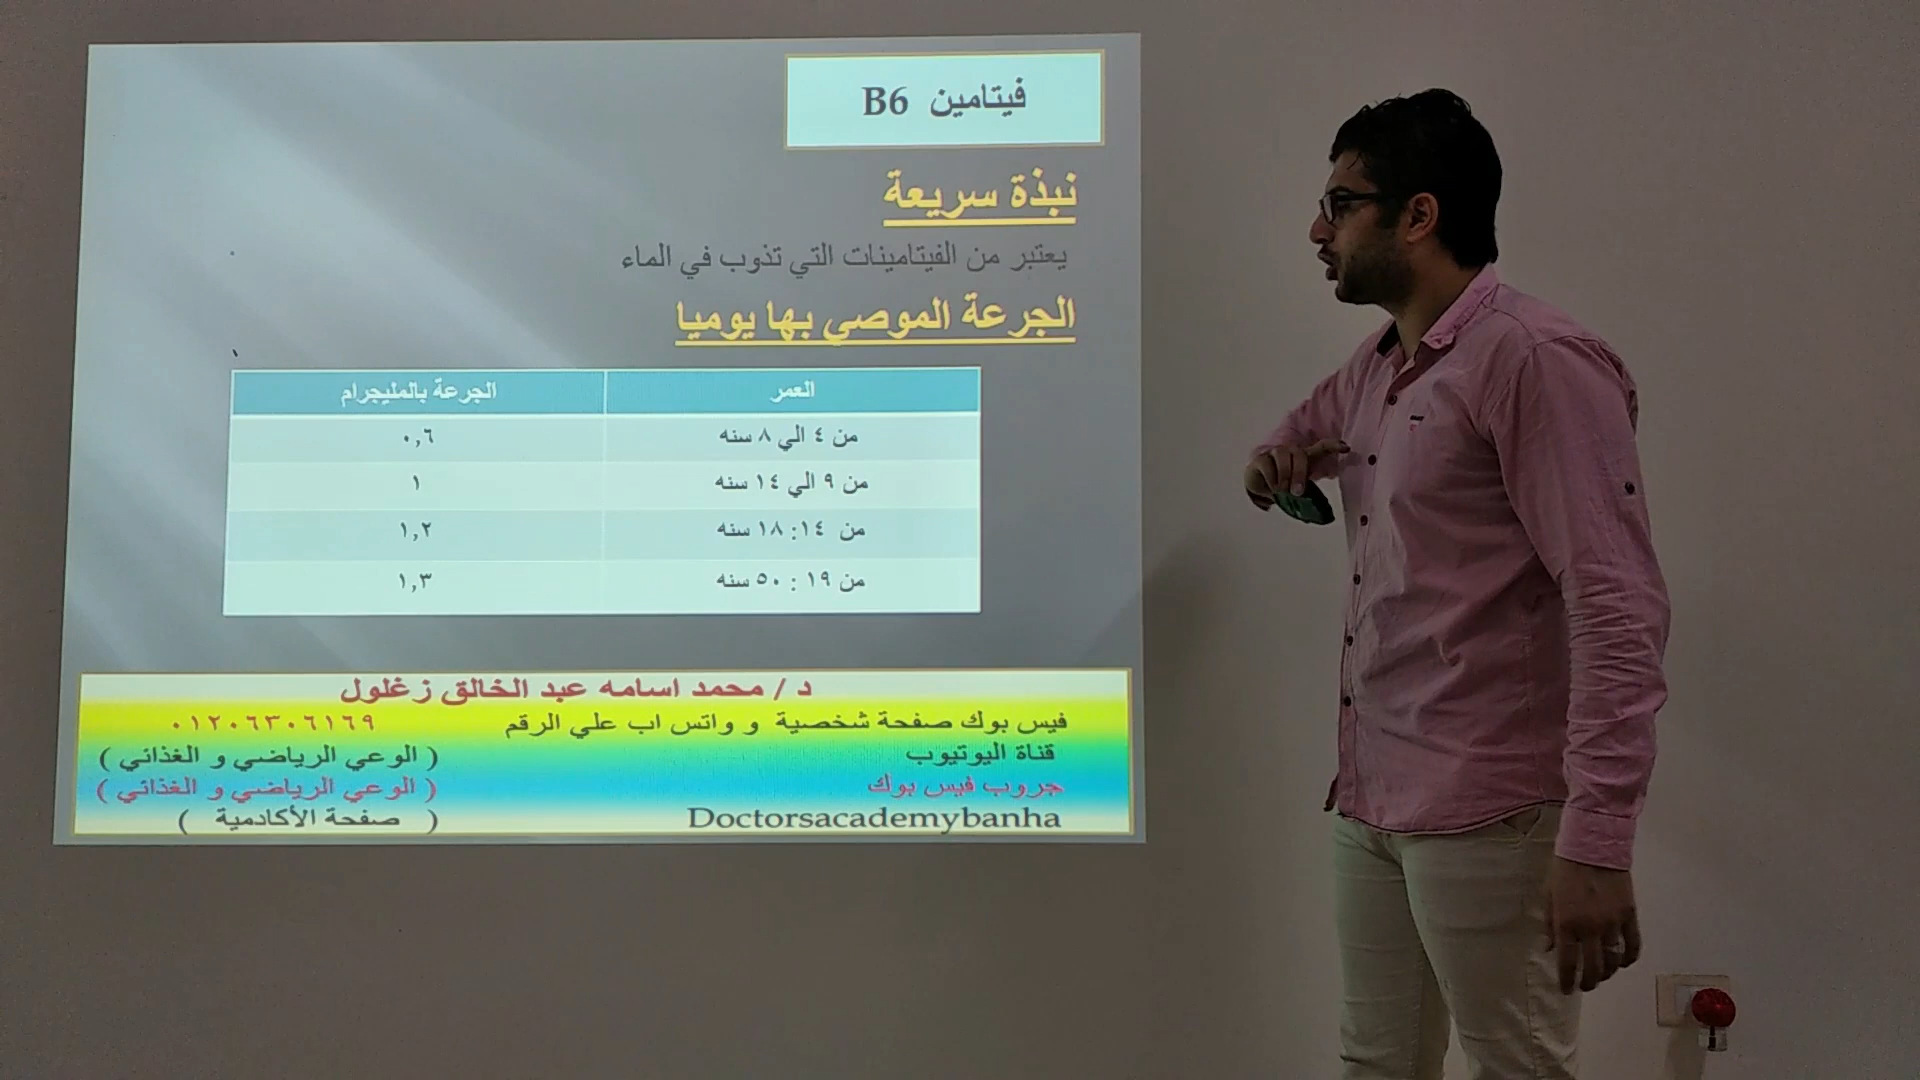 فيتامين B6
نبذة سريعة
يعتبر من الفيتامينات التي تذوب في الماء
الجرعة الموصي بها يوميا
العمر الجرعة بالمليجرام
من ٤ الي ٨ سنه ٠,٦
من ٩ الي ١٤ سنه ١
من ١٤: ١٨ سنه ١,٢
من ١٩ : ٥٠ سنه ١,٣
د / محمد اسامه عبد الخالق زغلول
فيس بوك صفحة شخصية و واتس اب علي الرقم ٠١٢٠٦٣٠٦١٦٩
قناة اليوتيوب ( الوعي الرياضي و الغذائي )
جروب فيس بوك ( الوعي الرياضي و الغذائي )
Doctorsacademybanha ( صفحة الأكادمية )